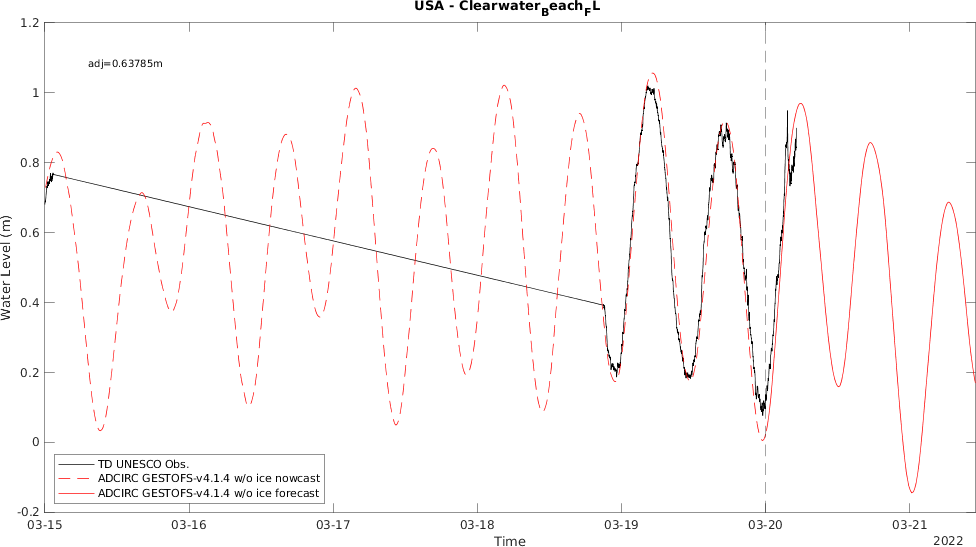 USA - Clearwater_Beach_FL
1.2
adj=0.63785m
1
0.8
0.6
0.4
0.2
0
-0.2
Water Level (m)
TD UNESCO Obs.
ADCIRC GESTOFS-v4.1.4 w/o ice nowcast
ADCIRC GESTOFS-v4.1.4 w/o ice forecast
03-15 03-16 03-17 03-18 03-19 03-20 03-21
Time
2022